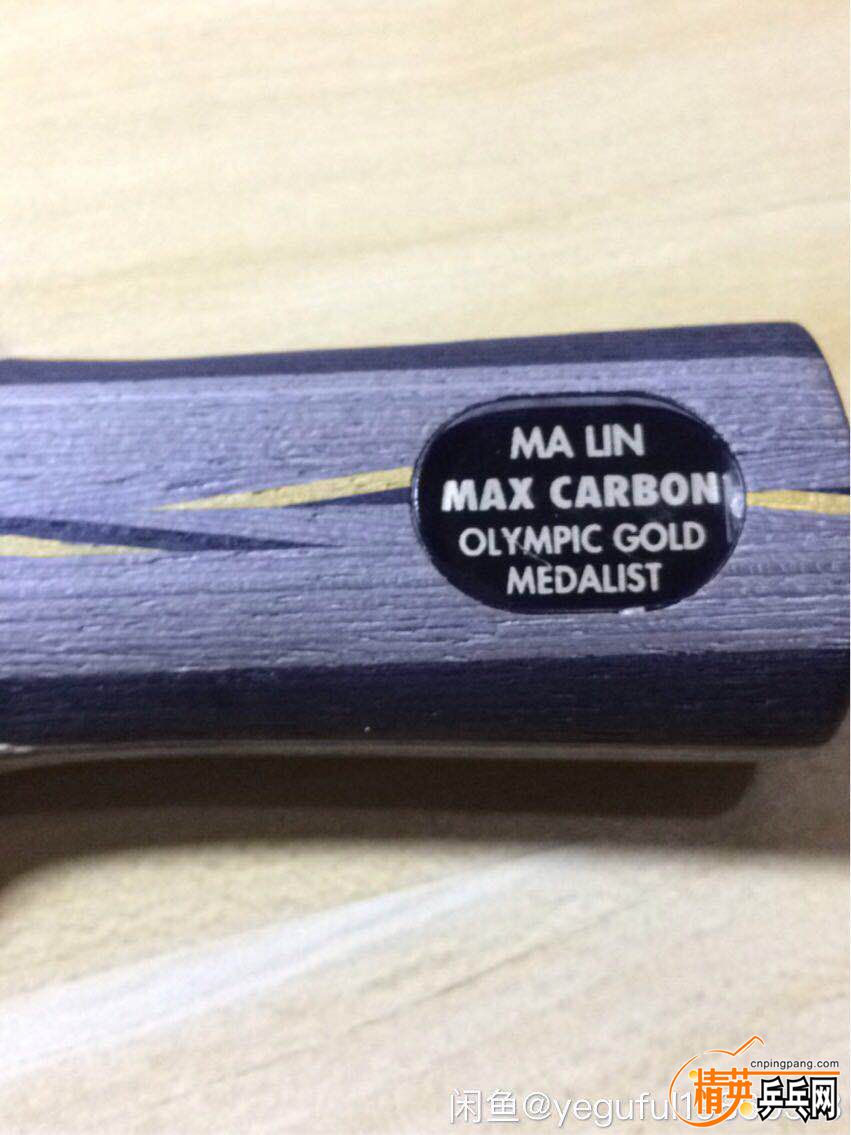 MA LIN
MAX CARBON
OLYMPIC GOLD
MEDALIST
cnpingpang.com
精英乒乓网